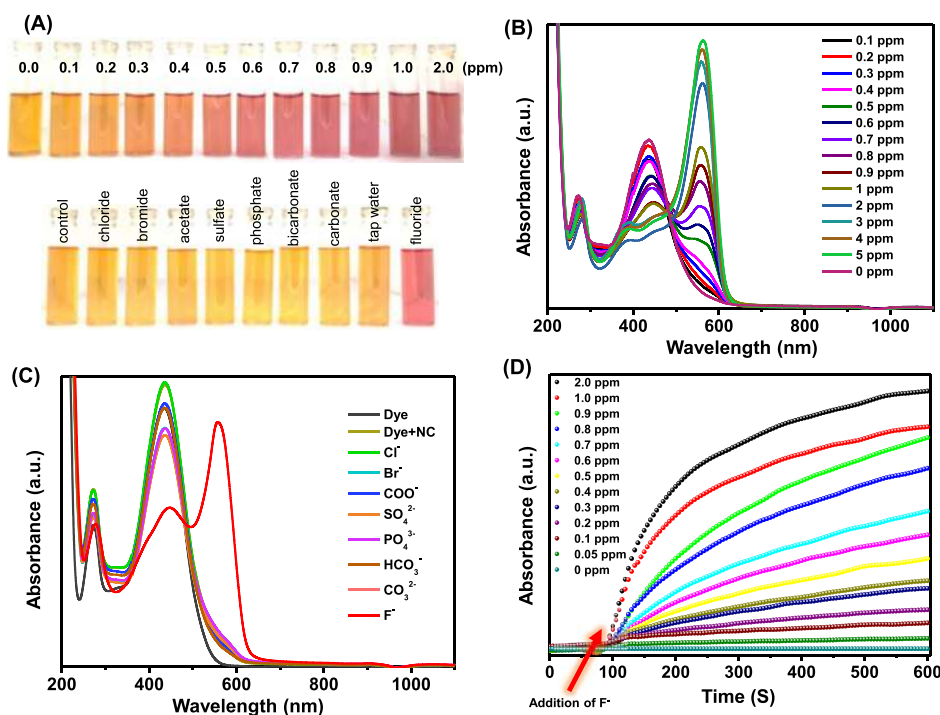 (A)
0.0 0.1 0.2 0.3 0.4 0.5 0.6 0.7 0.8 0.9 1.0 2.0 (ppm)
control
chloride
bromide
acetate
sulfate
phosphate
bicarbonate
carbonate
tap water
fluoride
(B)
Absorbance (a.u.)
0.1 ppm
0.2 ppm
0.3 ppm
0.4 ppm
0.5 ppm
0.6 ppm
0.7 ppm
0.8 ppm
0.9 ppm
1 ppm
2 ppm
3 ppm
4 ppm
5 ppm
0 ppm
200 400 600 800 1000
Wavelength (nm)
(C)
Absorbance (a.u.)
Dye
Dye+NC
Cl⁻
Br⁻
COO⁻
SO₄²⁻
PO₄³⁻
HCO₃⁻
CO₃²⁻
F⁻
200 400 600 800 1000
Wavelength (nm)
(D)
Absorbance (a.u.)
2.0 ppm
1.0 ppm
0.9 ppm
0.8 ppm
0.7 ppm
0.6 ppm
0.5 ppm
0.4 ppm
0.3 ppm
0.2 ppm
0.1 ppm
0.05 ppm
0 ppm
0 100 200 300 400 500 600
Time (S)
Addition of F⁻